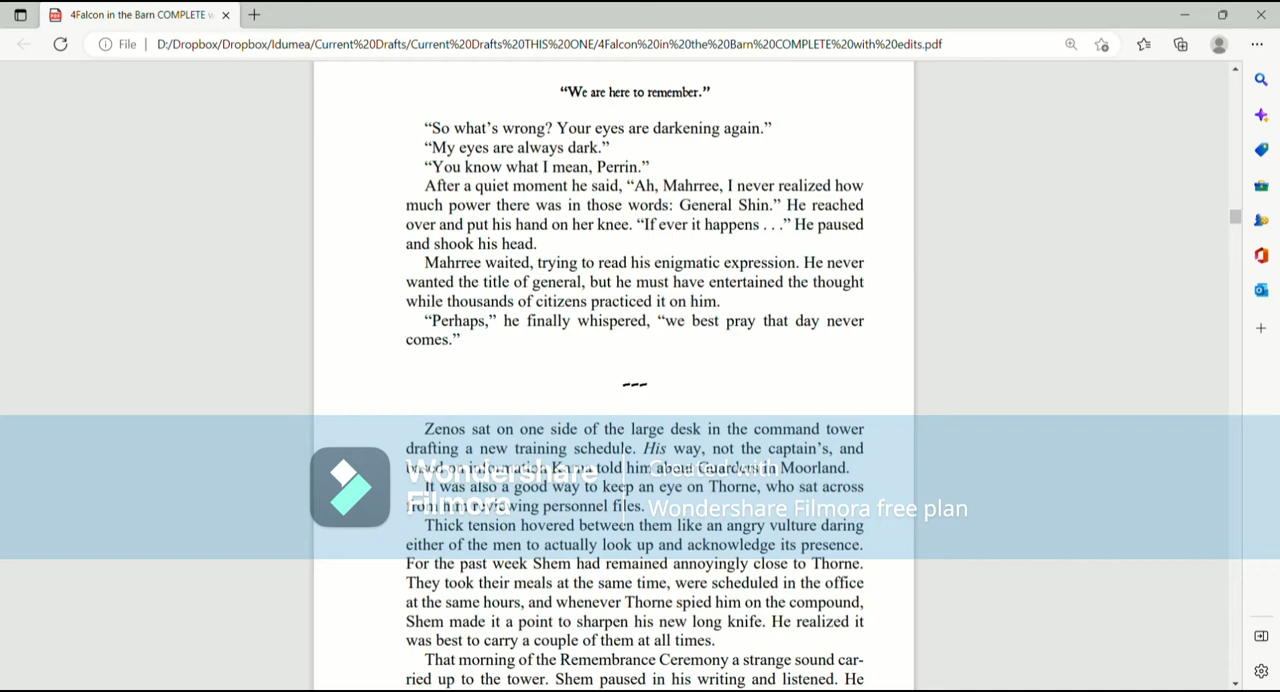 4Falcon in the Barn COMPLETE w
File
D:/Dropbox/Dropbox/Idumea/Current%20Drafts/Current%20Drafts%20THIS%20ONE/4Falcon%20in%20the%20Barn%20COMPLETE%20with%20edits.pdf
“We are here to remember.”
“So what’s wrong? Your eyes are darkening again.”
“My eyes are always dark.”
“You know what I mean, Perrin.”
After a quiet moment he said, “Ah, Mahrree, I never realized how
much power there was in those words: General Shin.” He reached
over and put his hand on her knee. “If ever it happens . . .” He paused
and shook his head.
Mahrree waited, trying to read his enigmatic expression. He never
wanted the title of general, but he must have entertained the thought
while thousands of citizens practiced it on him.
“Perhaps,” he finally whispered, “we best pray that day never
comes.”
---
Zenos sat on one side of the large desk in the command tower
drafting a new training schedule. His way, not the captain’s, and
based on information told him about Guarders in Moorland.
It was also a good way to keep an eye on Thorne, who sat across
from him reviewing personnel files.
Thick tension hovered between them like an angry vulture daring
either of the men to actually look up and acknowledge its presence.
For the past week Shem had remained annoyingly close to Thorne.
They took their meals at the same time, were scheduled in the office
at the same hours, and whenever Thorne spied him on the compound,
Shem made it a point to sharpen his new long knife. He realized it
was best to carry a couple of them at all times.
That morning of the Remembrance Ceremony a strange sound car-
ried up to the tower. Shem paused in his writing and listened. He
Wondershare
Filmora
Created with
Wondershare Filmora free plan